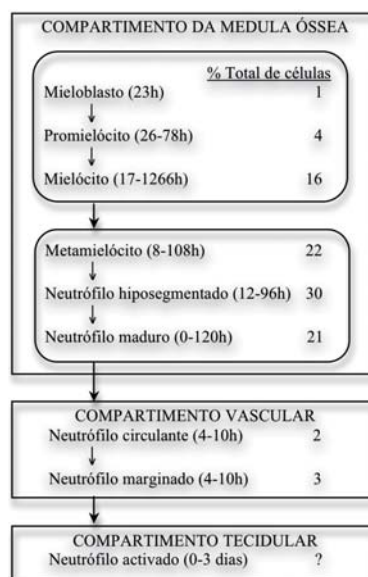 COMPARTIMENTO DA MEDULA ÓSSEA
% Total de células
Mieloblasto (23h) 1
Promielócito (26-78h) 4
Mielócito (17-1266h) 16
Metamielócito (8-108h) 22
Neutrófilo hiposegmentado (12-96h) 30
Neutrófilo maduro (0-120h) 21
COMPARTIMENTO VASCULAR
Neutrófilo circulante (4-10h) 2
Neutrófilo marginado (4-10h) 3
COMPARTIMENTO TECIDULAR
Neutrófilo activado (0-3 dias) ?